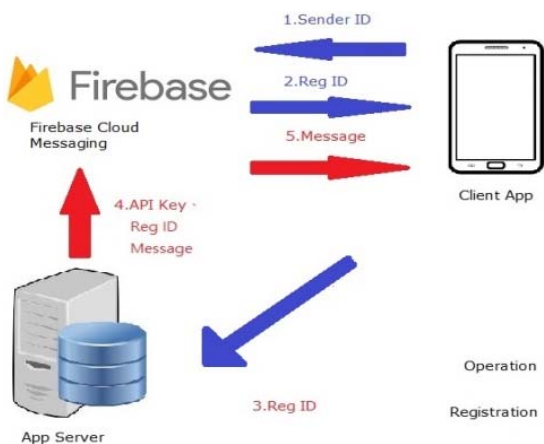 1.Sender ID
Firebase
2.Reg ID
Firebase Cloud
Messaging
5.Message
Client App
4.API Key、
Reg ID
Message
3.Reg ID
App Server
Operation
Registration